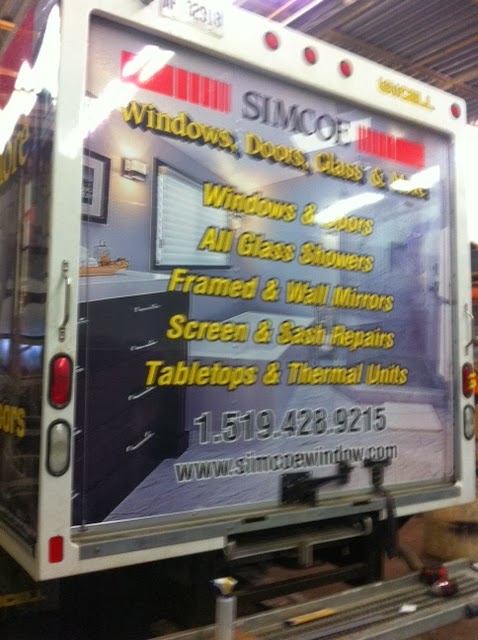 SIMCOE
Windows, Doors, Glass & More
Windows & Doors
All Glass Showers
Framed & Wall Mirrors
Screen & Sash Repairs
Tabletops & Thermal Units
1.519.428.9215
www.simcoewindow.com